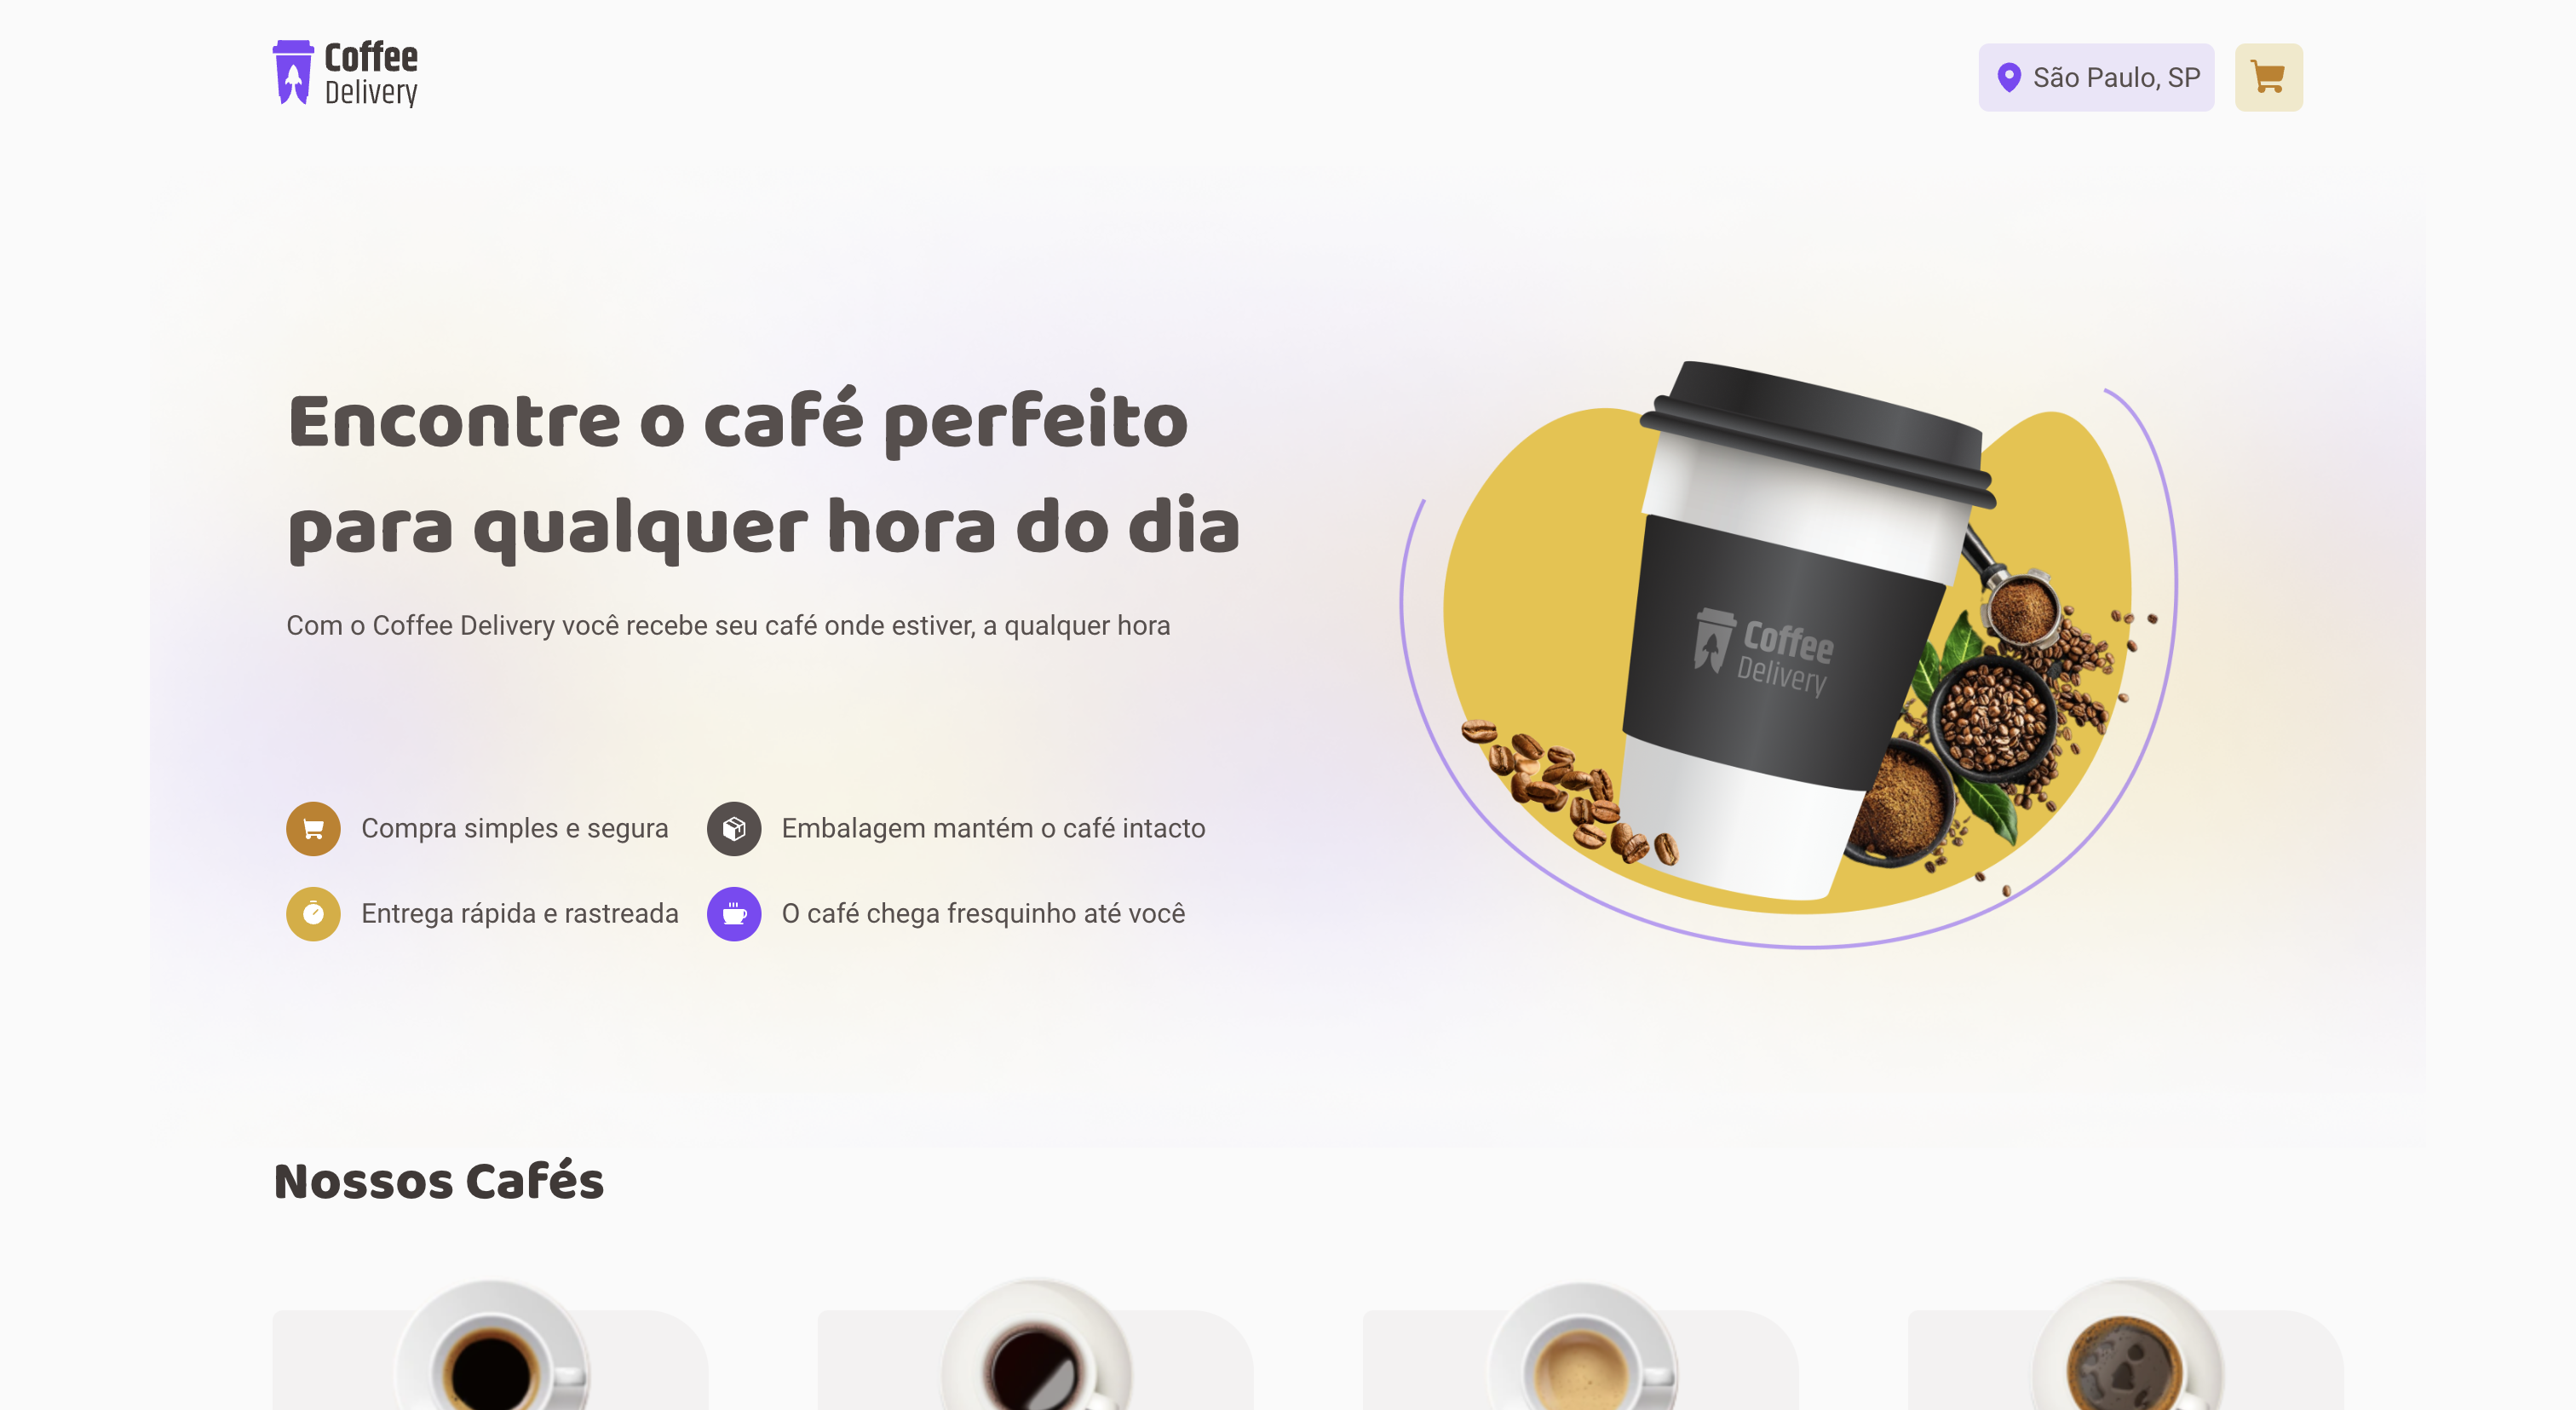 Coffee
Delivery
São Paulo, SP
Encontre o café perfeito
para qualquer hora do dia
Com o Coffee Delivery você recebe seu café onde estiver, a qualquer hora
Coffee
Delivery
Compra simples e segura
Embalagem mantém o café intacto
Entrega rápida e rastreada
O café chega fresquinho até você
Nossos Cafés